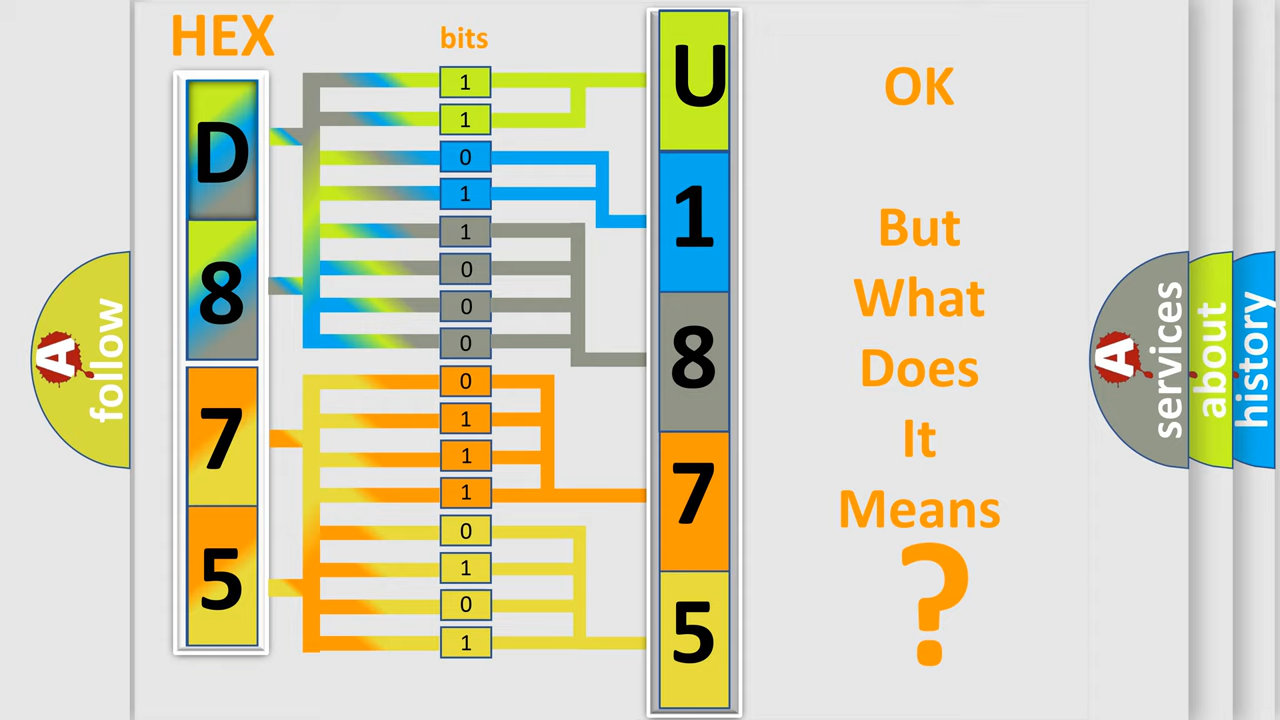 HEX
bits
D
8
7
5
1
1
0
1
1
0
0
0
0
1
1
1
0
1
0
1
U
1
8
7
5
OK
But
What
Does
It
Means
?
A
follow
A
services
about
history